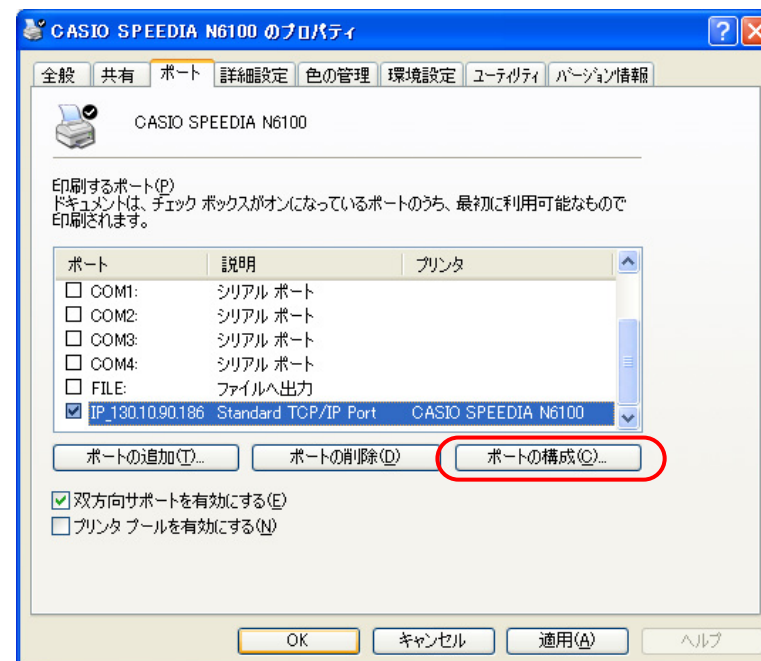 CASIO SPEEDIA N6100 のプロパティ
全般 共有 ポート 詳細設定 色の管理 環境設定 ユーティリティ バージョン情報
CASIO SPEEDIA N6100
印刷するポート(P)
ドキュメントは、チェック ボックスがオンになっているポートのうち、最初に利用可能なもので
印刷されます。
ポート 説明 プリンタ
COM1: シリアル ポート
COM2: シリアル ポート
COM3: シリアル ポート
COM4: シリアル ポート
FILE: ファイルへ出力
IP_130.10.90.186 Standard TCP/IP Port CASIO SPEEDIA N6100
ポートの追加(T)... ポートの削除(D) ポートの構成(C)...
双方向サポートを有効にする(E)
プリンタ プールを有効にする(N)
OK キャンセル 適用(A) ヘルプ